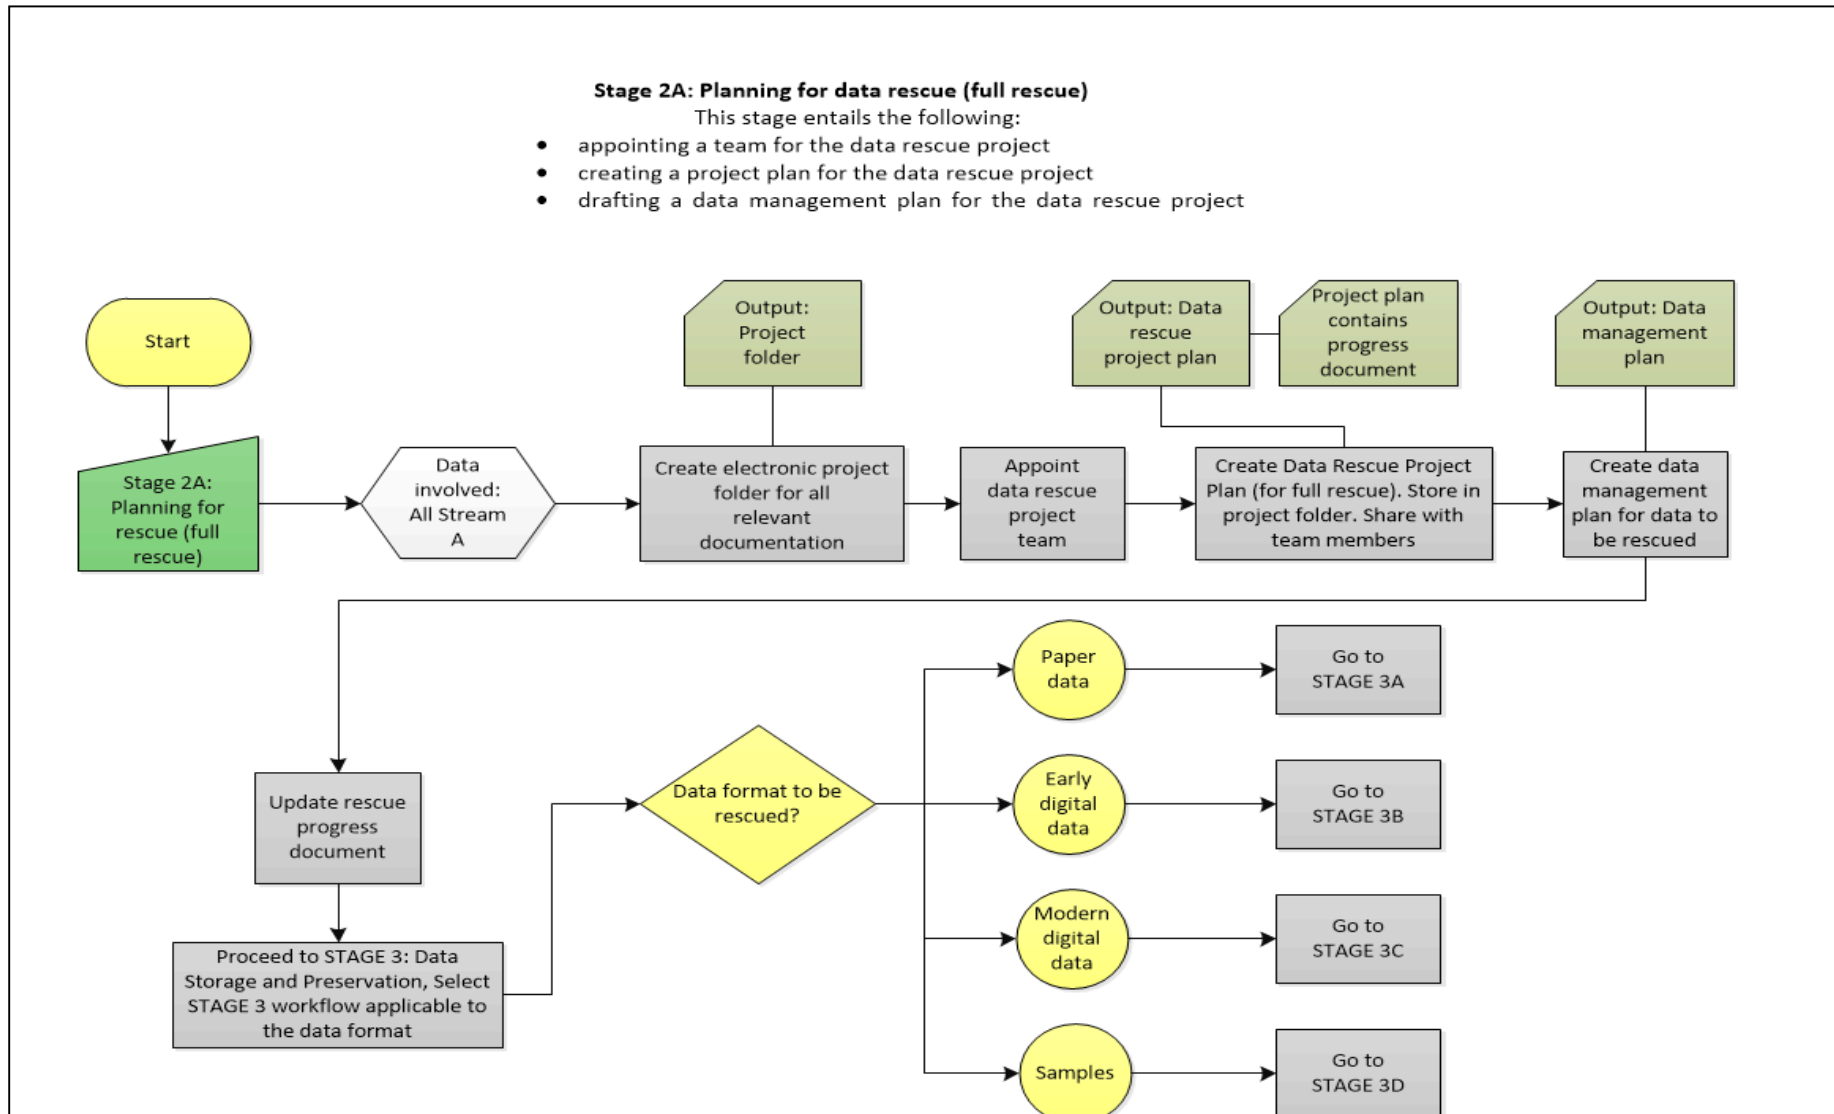 Stage 2A: Planning for data rescue (full rescue)
This stage entails the following:
• appointing a team for the data rescue project
• creating a project plan for the data rescue project
• drafting a data management plan for the data rescue project
Start
Output:
Project
folder
Output: Data
rescue
project plan
Project plan
contains
progress
document
Output: Data
management
plan
Stage 2A:
Planning for
rescue (full
rescue)
Data
involved:
All Stream
A
Create electronic project
folder for all
relevant
documentation
Appoint
data rescue
project
team
Create Data Rescue Project
Plan (for full rescue). Store in
project folder. Share with
team members
Create data
management
plan for data to
be rescued
Update rescue
progress
document
Proceed to STAGE 3: Data
Storage and Preservation, Select
STAGE 3 workflow applicable to
the data format
Data format to be
rescued?
Paper
data
Go to
STAGE 3A
Early
digital
data
Go to
STAGE 3B
Modern
digital
data
Go to
STAGE 3C
Samples
Go to
STAGE 3D